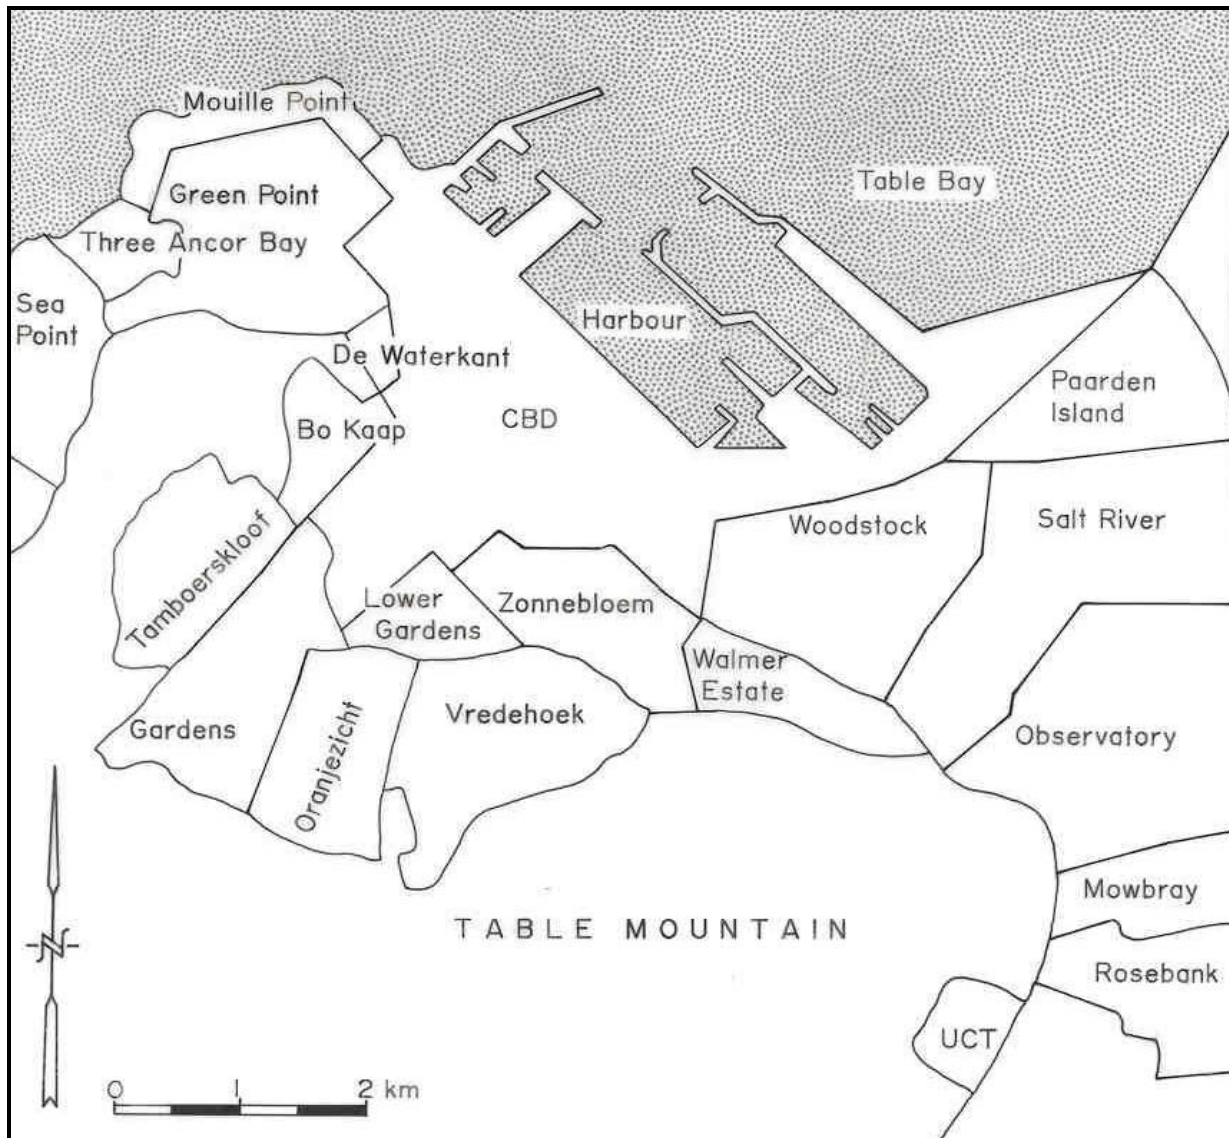 Mouille Point
Table Bay
Green Point
Three Ancor Bay
Sea
Point
Harbour
De Waterkant
Paarden
Island
CBD
Bo Kaap
Woodstock
Salt River
Tamboerskloof
Lower
Gardens
Zonnebloem
Walmer
Estate
Gardens
Oranjezicht
Vredehoek
Observatory
TABLE MOUNTAIN
Mowbray
Rosebank
UCT
N
0 1 2 km